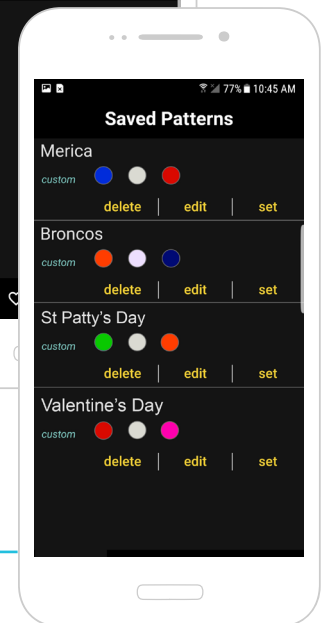 77% 10:45 AM
Saved Patterns
Merica
custom
delete edit set
Broncos
custom
delete edit set
St Patty's Day
custom
delete edit set
Valentine's Day
custom
delete edit set